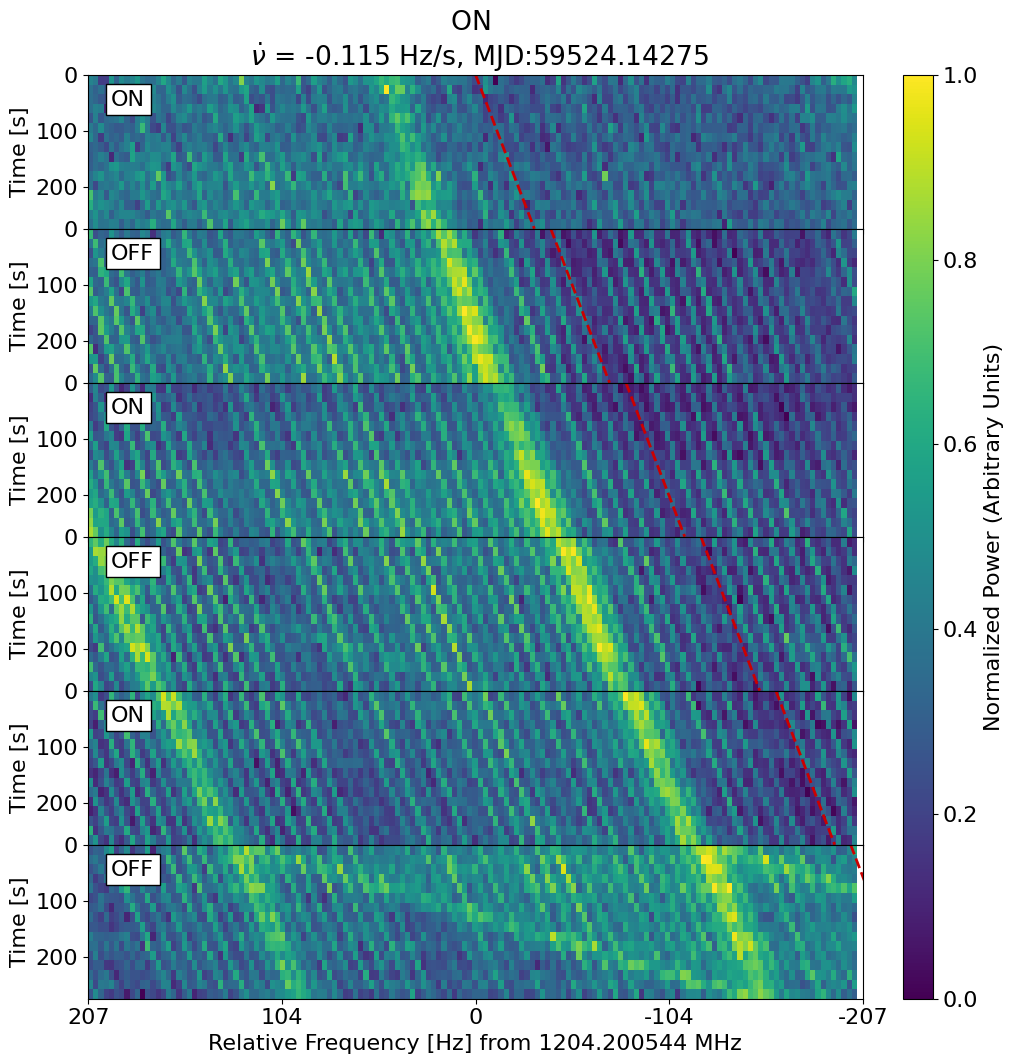 ON
ν̇ = -0.115 Hz/s, MJD:59524.14275
0
ON
100
200
Time [s]
0
OFF
100
200
Time [s]
0
ON
100
200
Time [s]
0
OFF
100
200
Time [s]
0
ON
100
200
Time [s]
0
OFF
100
200
Time [s]
207 104 0 -104 -207
Relative Frequency [Hz] from 1204.200544 MHz
1.0
0.8
0.6
0.4
0.2
0.0
Normalized Power (Arbitrary Units)